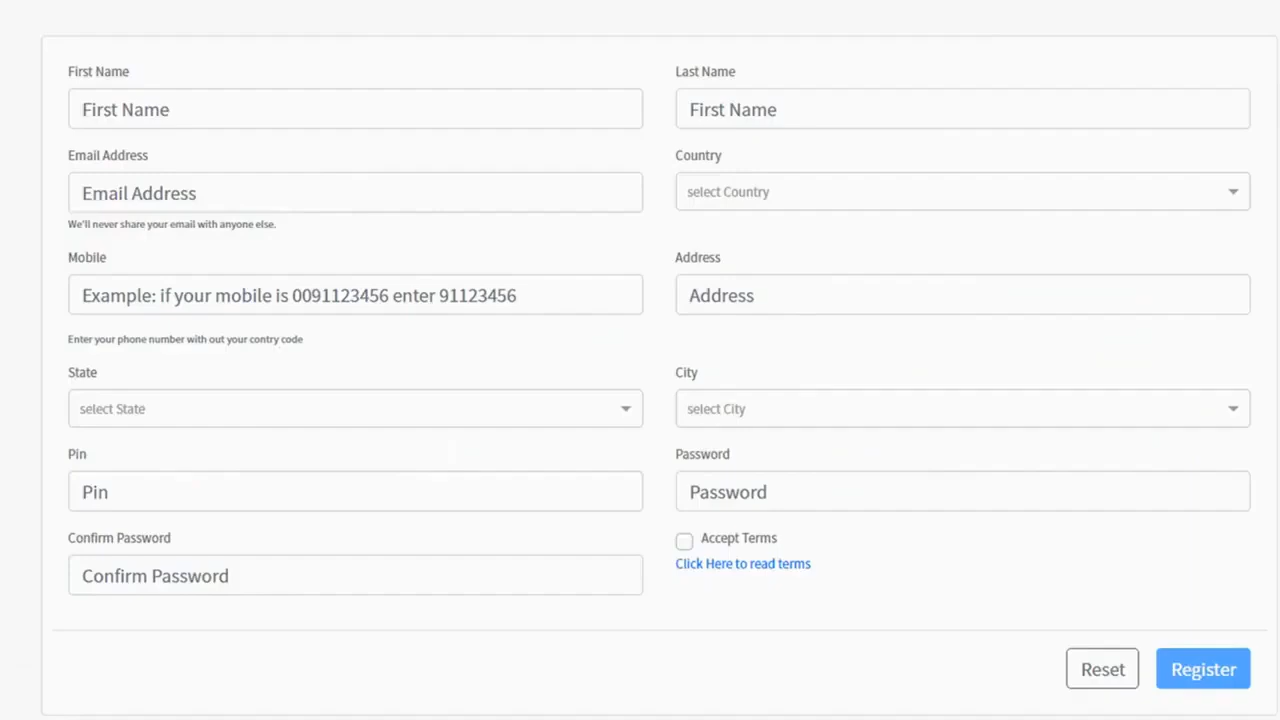 First Name
Last Name
First Name
First Name
Email Address
Country
Email Address
select Country
We'll never share your email with anyone else.
Mobile
Address
Example: if your mobile is 0091123456 enter 91123456
Address
Enter your phone number with out your contry code
State
City
select State
select City
Pin
Password
Pin
Password
Confirm Password
Accept Terms
Confirm Password
Click Here to read terms
Reset
Register